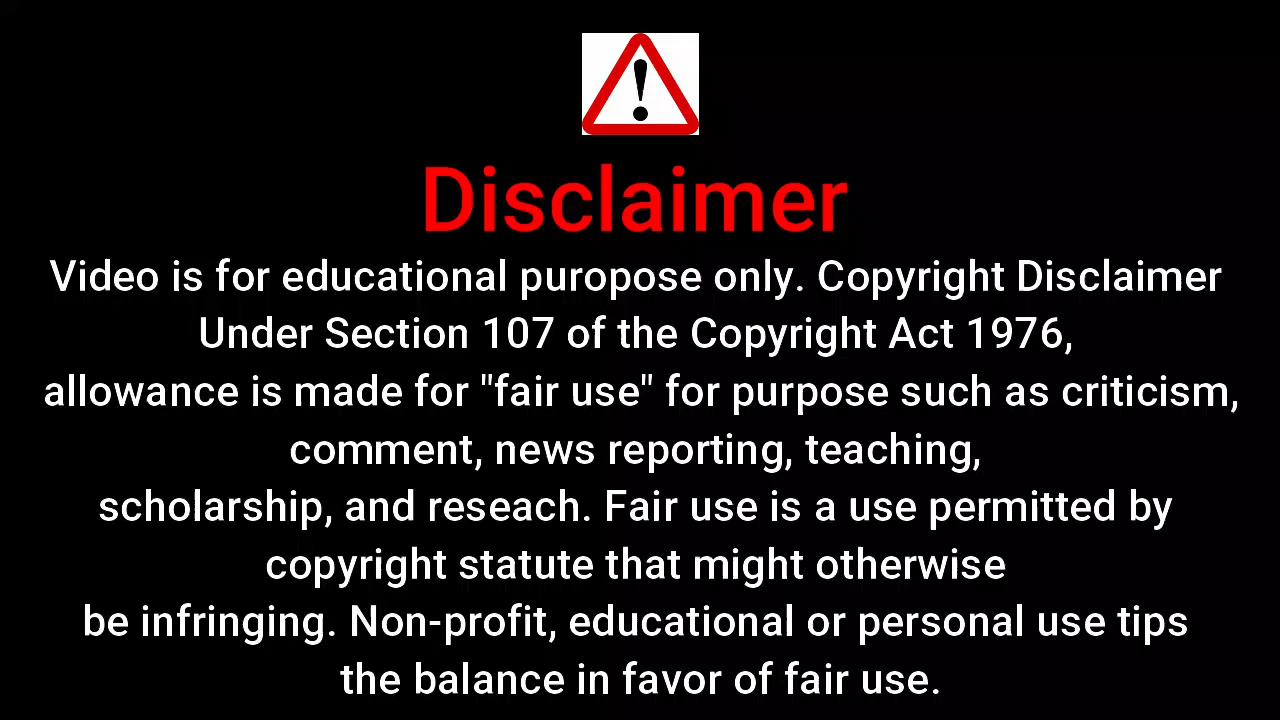 Disclaimer
Video is for educational puropose only. Copyright Disclaimer
Under Section 107 of the Copyright Act 1976,
allowance is made for "fair use" for purpose such as criticism,
comment, news reporting, teaching,
scholarship, and reseach. Fair use is a use permitted by
copyright statute that might otherwise
be infringing. Non-profit, educational or personal use tips
the balance in favor of fair use.